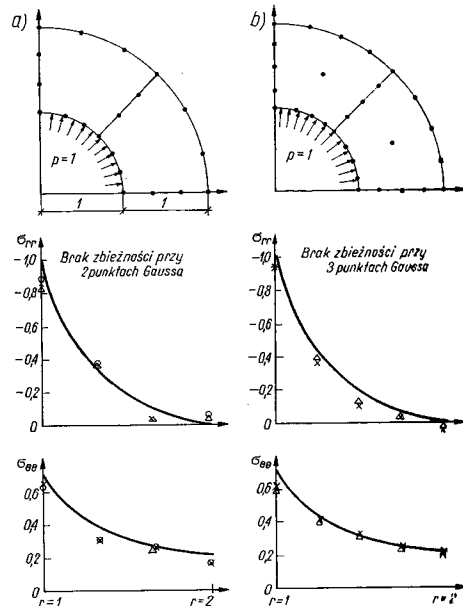 a)
b)
p=1
p=1
1
1
σrr
-1,0
-0,8
-0,6
-0,4
-0,2
0
Brak zbieżności przy
2 punktach Gaussa
σrr
-1,0
-0,8
-0,6
-0,4
-0,2
0
Brak zbieżności przy
3 punktach Gaussa
σθθ
0,6
0,4
0,2
0
r=1
r=2
σθθ
0,6
0,4
0,2
0
r=1
r=2